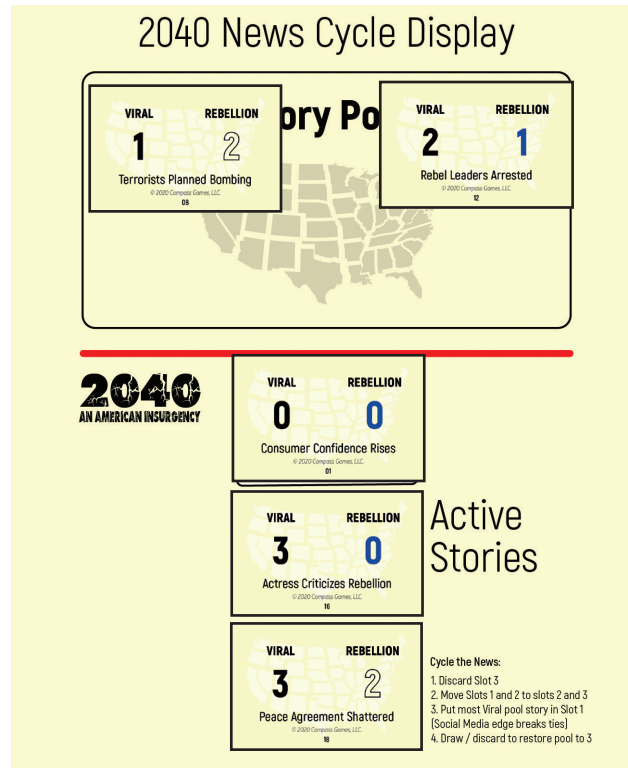 2040 News Cycle Display
ory Po
VIRAL REBELLION
1 2
Terrorists Planned Bombing
© 2020 Compass Games, LLC.
08
VIRAL REBELLION
2 1
Rebel Leaders Arrested
© 2020 Compass Games, LLC.
12
2040
AN AMERICAN INSURGENCY
VIRAL REBELLION
0 0
Consumer Confidence Rises
© 2020 Compass Games, LLC.
01
VIRAL REBELLION
3 0
Actress Criticizes Rebellion
© 2020 Compass Games, LLC.
16
Active
Stories
VIRAL REBELLION
3 2
Peace Agreement Shattered
© 2020 Compass Games, LLC.
18
Cycle the News:
1. Discard Slot 3
2. Move Slots 1 and 2 to slots 2 and 3
3. Put most Viral pool story in Slot 1
(Social Media edge breaks ties)
4. Draw / discard to restore pool to 3